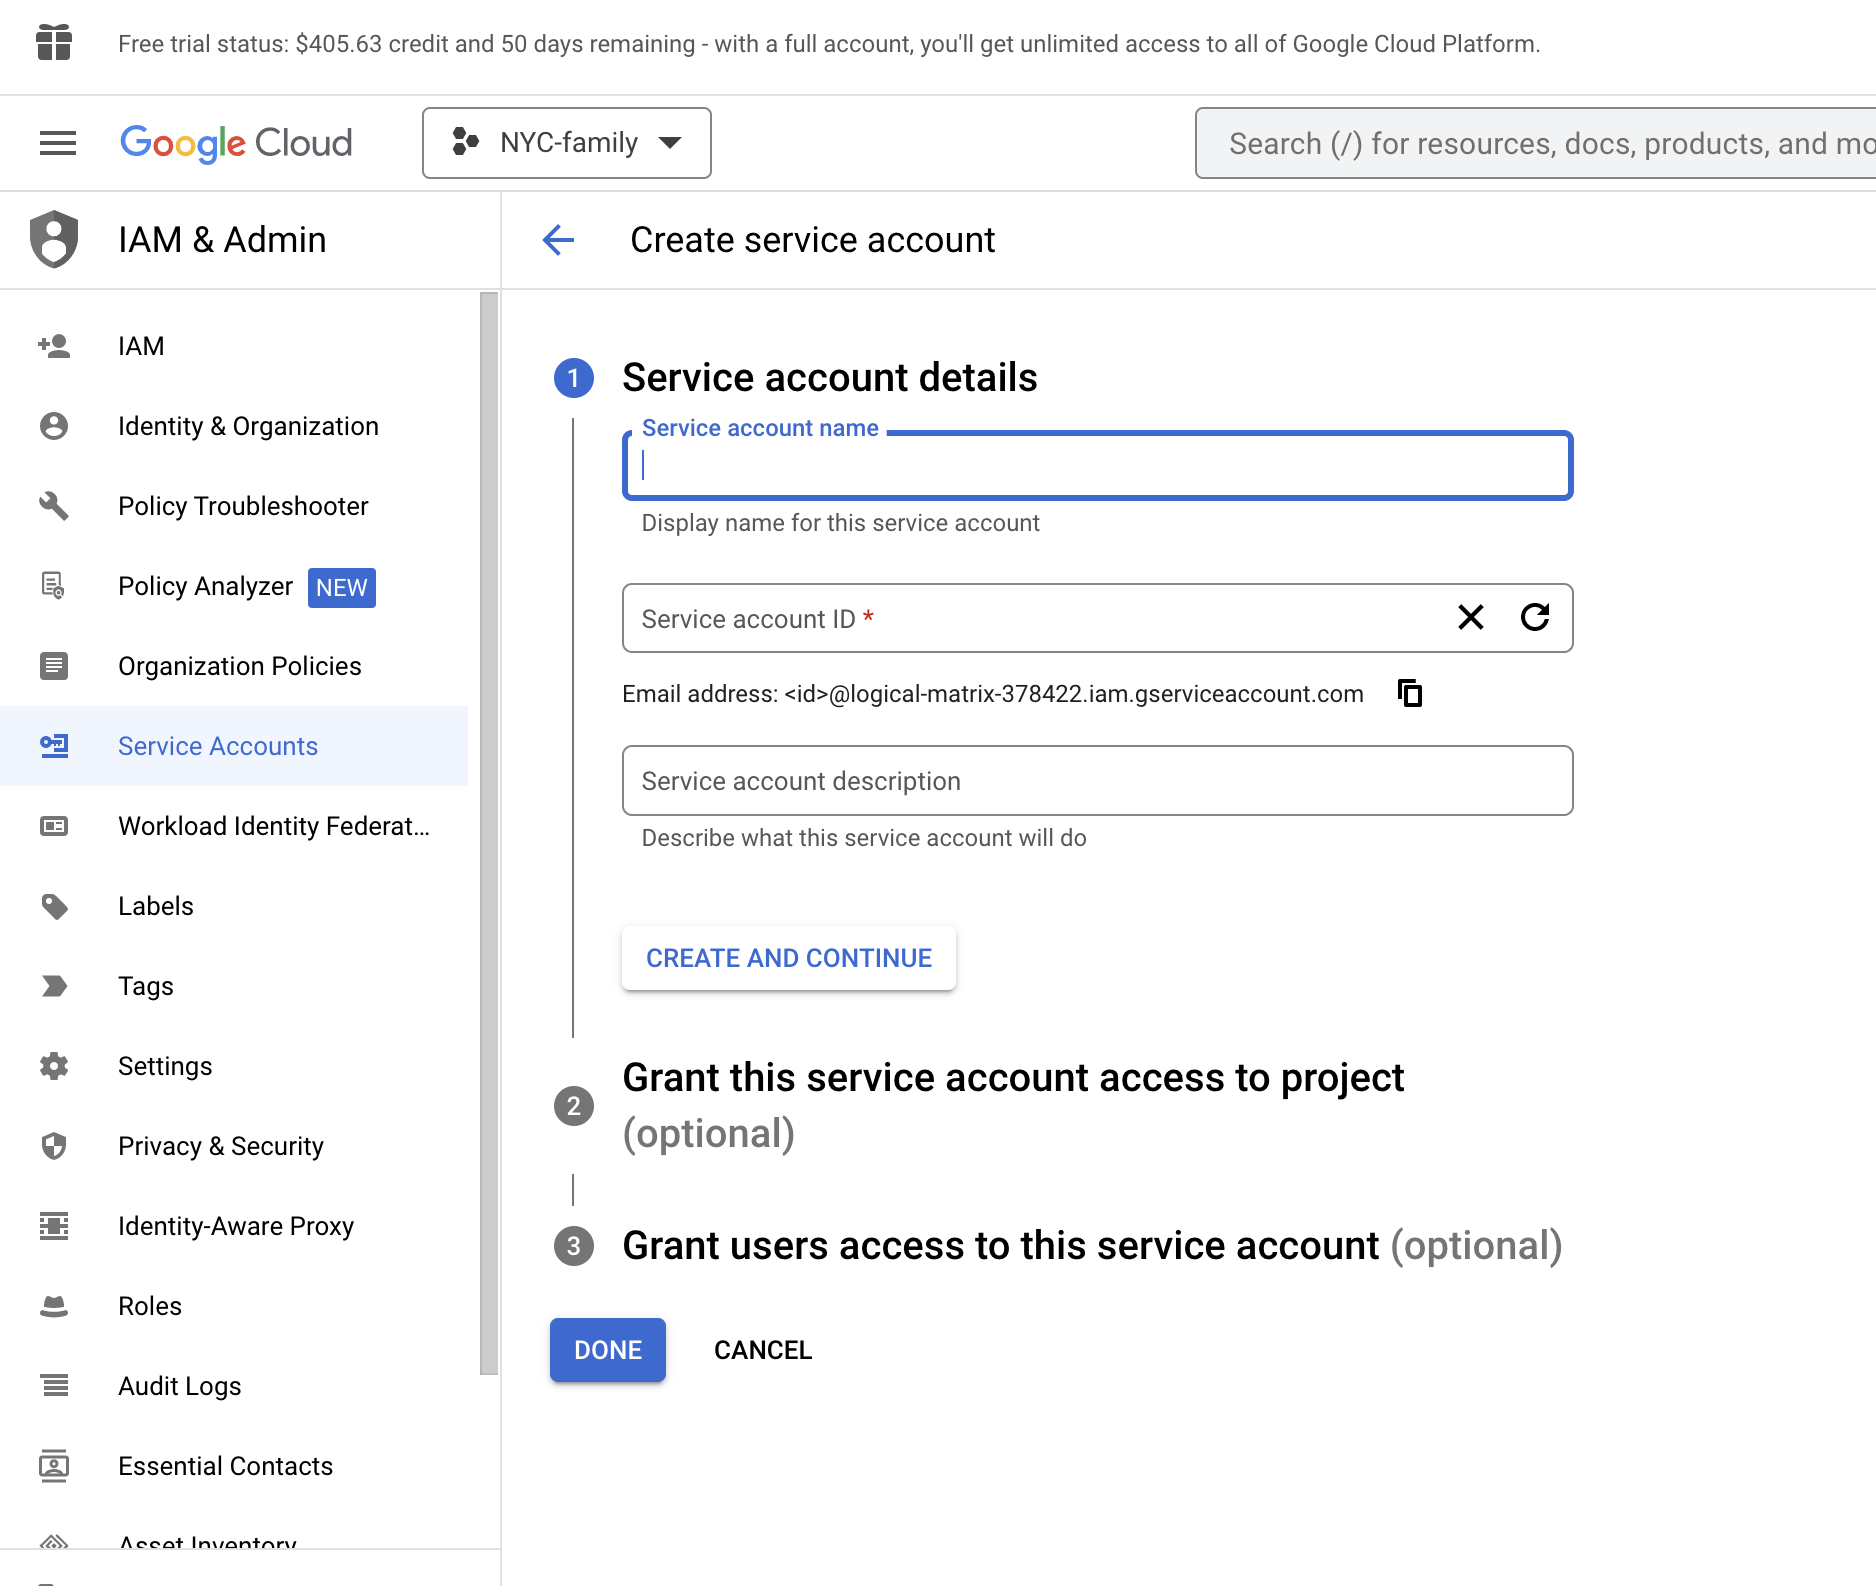 Free trial status: $405.63 credit and 50 days remaining - with a full account, you'll get unlimited access to all of Google Cloud Platform.
Google Cloud
NYC-family
Search (/) for resources, docs, products, and mo
IAM & Admin
Create service account
IAM
Identity & Organization
Policy Troubleshooter
Policy Analyzer NEW
Organization Policies
Service Accounts
Workload Identity Federat...
Labels
Tags
Settings
Privacy & Security
Identity-Aware Proxy
Roles
Audit Logs
Essential Contacts
Asset Inventory
1 Service account details
Service account name
Display name for this service account
Service account ID *
Email address: <id>@logical-matrix-378422.iam.gserviceaccount.com
Service account description
Describe what this service account will do
CREATE AND CONTINUE
2 Grant this service account access to project
(optional)
3 Grant users access to this service account (optional)
DONE CANCEL